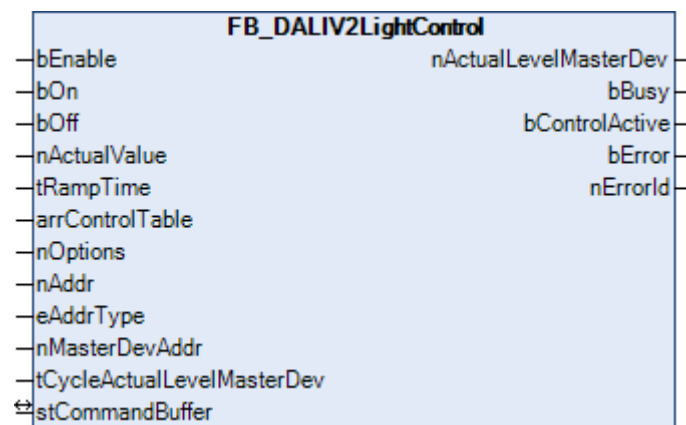 FB_DALIV2LightControl
bEnable nActualLevelMasterDev
bOn bBusy
bOff bControlActive
nActualValue bError
tRampTime nErrorId
arrControlTable
nOptions
nAddr
eAddrType
nMasterDevAddr
tCycleActualLevelMasterDev
stCommandBuffer